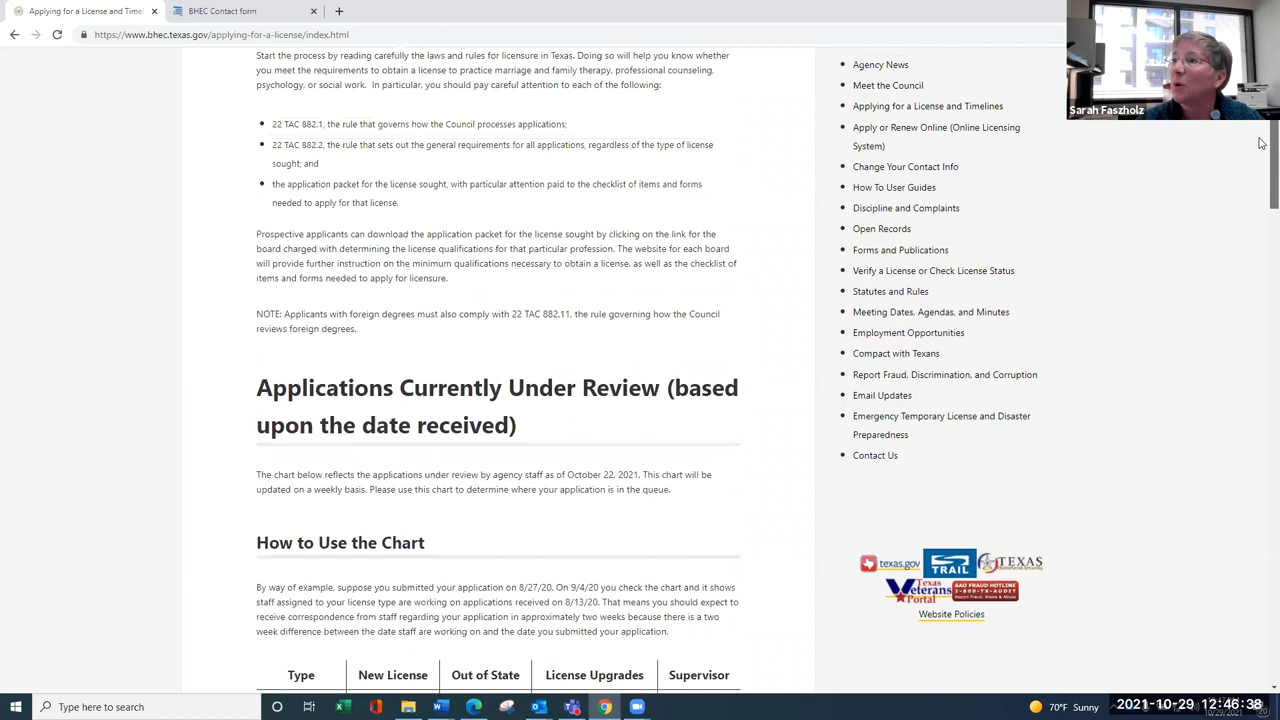 Applying for a License and Timel
BHEC Contact form
https://www.bhec.texas.gov/applying-for-a-license/index.html
Sarah Faszholz
Start the process by reading carefully the laws and rules for licensure in Texas. Doing so will help you know whether
you meet the requirements to obtain a license to practice marriage and family therapy, professional counseling,
psychology, or social work. In particular, you should pay careful attention to each of the following:
22 TAC 882.1, the rule that governs how the Council processes applications;
22 TAC 882.2, the rule that sets out the general requirements for all applications, regardless of the type of license
sought; and
the application packet for the license sought, with particular attention paid to the checklist of items and forms
needed to apply for that license.
Prospective applicants can download the application packet for the license sought by clicking on the link for the
board charged with determining the license qualifications for that particular profession. The website for each board
will provide further instruction on the minimum qualifications necessary to obtain a license, as well as the checklist of
items and forms needed to apply for licensure.
NOTE: Applicants with foreign degrees must also comply with 22 TAC 882.11, the rule governing how the Council
reviews foreign degrees.
Applications Currently Under Review (based
upon the date received)
The chart below reflects the applications under review by agency staff as of October 22, 2021. This chart will be
updated on a weekly basis. Please use this chart to determine where your application is in the queue.
How to Use the Chart
By way of example, suppose you submitted your application on 8/27/20. On 9/4/20 you check the chart and it shows
staff assigned to your license type are working on applications received on 8/13/20. That means you should expect to
receive correspondence from staff regarding your application in approximately two weeks because there is a two
week difference between the date staff are working on and the date you submitted your application.
Type New License Out of State License Upgrades Supervisor
Agency News
Meet the Council
Applying for a License and Timelines
Apply or Renew Online (Online Licensing
System)
Change Your Contact Info
How To User Guides
Discipline and Complaints
Open Records
Forms and Publications
Verify a License or Check License Status
Statutes and Rules
Meeting Dates, Agendas, and Minutes
Employment Opportunities
Compact with Texans
Report Fraud, Discrimination, and Corruption
Email Updates
Emergency Temporary License and Disaster
Preparedness
Contact Us
texas.gov
TRAIL
TEXAS
Texas
Veterans
Portal
SAO FRAUD HOTLINE
1-800-TX-AUDIT
Report Fraud, Waste & Abuse
Website Policies
Type here to search
70°F Sunny
2021-10-29 12:46:38